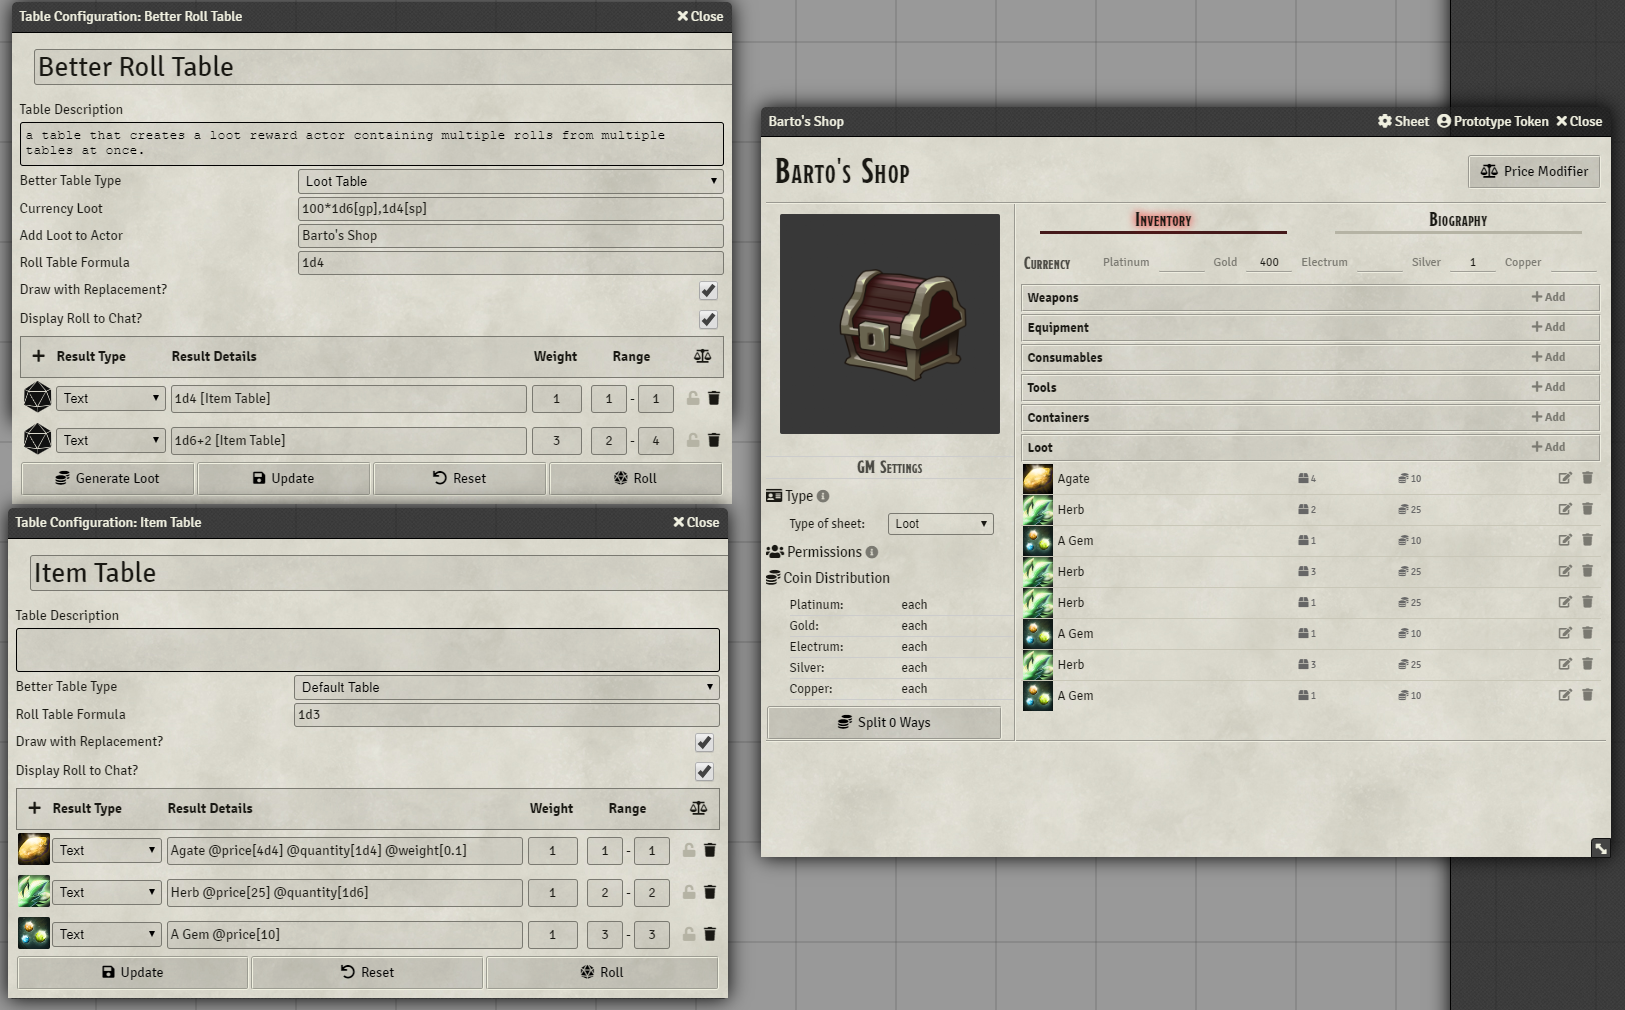 Table Configuration: Better Roll Table Close
Better Roll Table
Table Description
a table that creates a loot reward actor containing multiple rolls from multiple
tables at once.
Better Table Type Loot Table
Currency Loot 100*1d6[gp],1d4[sp]
Add Loot to Actor Barto's Shop
Roll Table Formula 1d4
Draw with Replacement?
Display Roll to Chat?
+ Result Type Result Details Weight Range
Text 1d4 [Item Table] 1 1 - 1
Text 1d6+2 [Item Table] 3 2 - 4
Generate Loot Update Reset Roll
Table Configuration: Item Table Close
Item Table
Table Description
Better Table Type Default Table
Roll Table Formula 1d3
Draw with Replacement?
Display Roll to Chat?
+ Result Type Result Details Weight Range
Text Agate @price[4d4] @quantity[1d4] @weight[0.1] 1 1 - 1
Text Herb @price[25] @quantity[1d6] 1 2 - 2
Text A Gem @price[10] 1 3 - 3
Update Reset Roll
Barto's Shop Sheet Prototype Token Close
Barto's Shop Price Modifier
Inventory Biography
Currency Platinum Gold 400 Electrum Silver 1 Copper
Weapons + Add
Equipment + Add
Consumables + Add
Tools + Add
Containers + Add
Loot + Add
Agate 4 10
Herb 2 25
A Gem 1 10
Herb 3 25
Herb 1 25
A Gem 1 10
Herb 3 25
A Gem 1 10
GM Settings
Type
Type of sheet: Loot
Permissions
Coin Distribution
Platinum: each
Gold: each
Electrum: each
Silver: each
Copper: each
Split 0 Ways